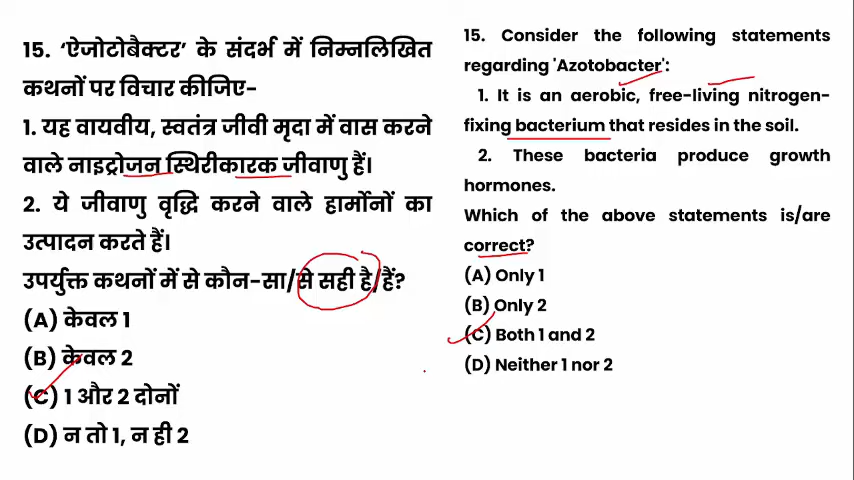 15. ‘ऐजोटोबैक्टर’ के संदर्भ में निम्नलिखित
कथनों पर विचार कीजिए-
1. यह वायवीय, स्वतंत्र जीवी मृदा में वास करने
वाले नाइट्रोजन स्थिरीकारक जीवाणु हैं।
2. ये जीवाणु वृद्धि करने वाले हार्मोनों का
उत्पादन करते हैं।
उपर्युक्त कथनों में से कौन-सा/से सही है/हैं?
(A) केवल 1
(B) केवल 2
(C) 1 और 2 दोनों
(D) न तो 1, न ही 2
15. Consider the following statements
regarding 'Azotobacter':
1. It is an aerobic, free-living nitrogen-
fixing bacterium that resides in the soil.
2. These bacteria produce growth
hormones.
Which of the above statements is/are
correct?
(A) Only 1
(B) Only 2
(C) Both 1 and 2
(D) Neither 1 nor 2